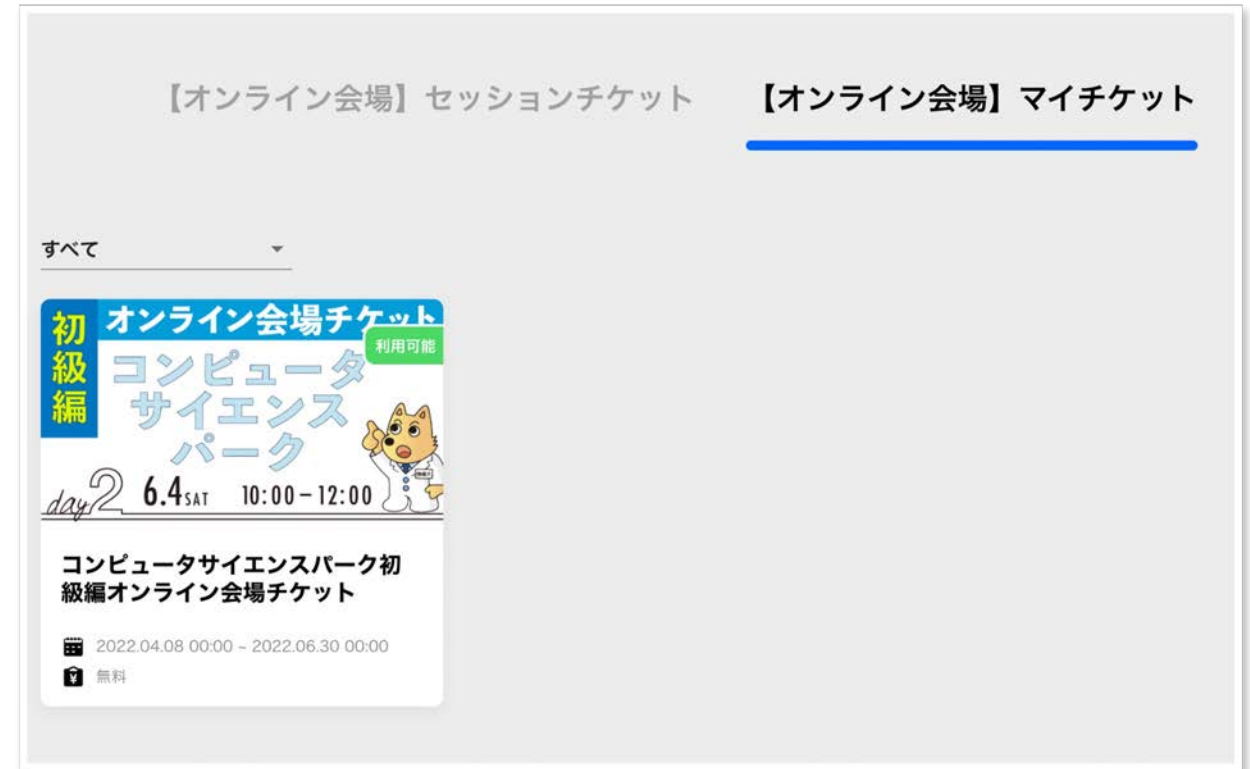 【オンライン会場】セッションチケット
【オンライン会場】マイチケット
すべて
初級編
オンライン会場チケット
利用可能
コンピュータ
サイエンス
パーク
day2 6.4SAT 10:00-12:00
コンピュータサイエンスパーク初
級編オンライン会場チケット
2022.04.08 00:00 ~ 2022.06.30 00:00
無料